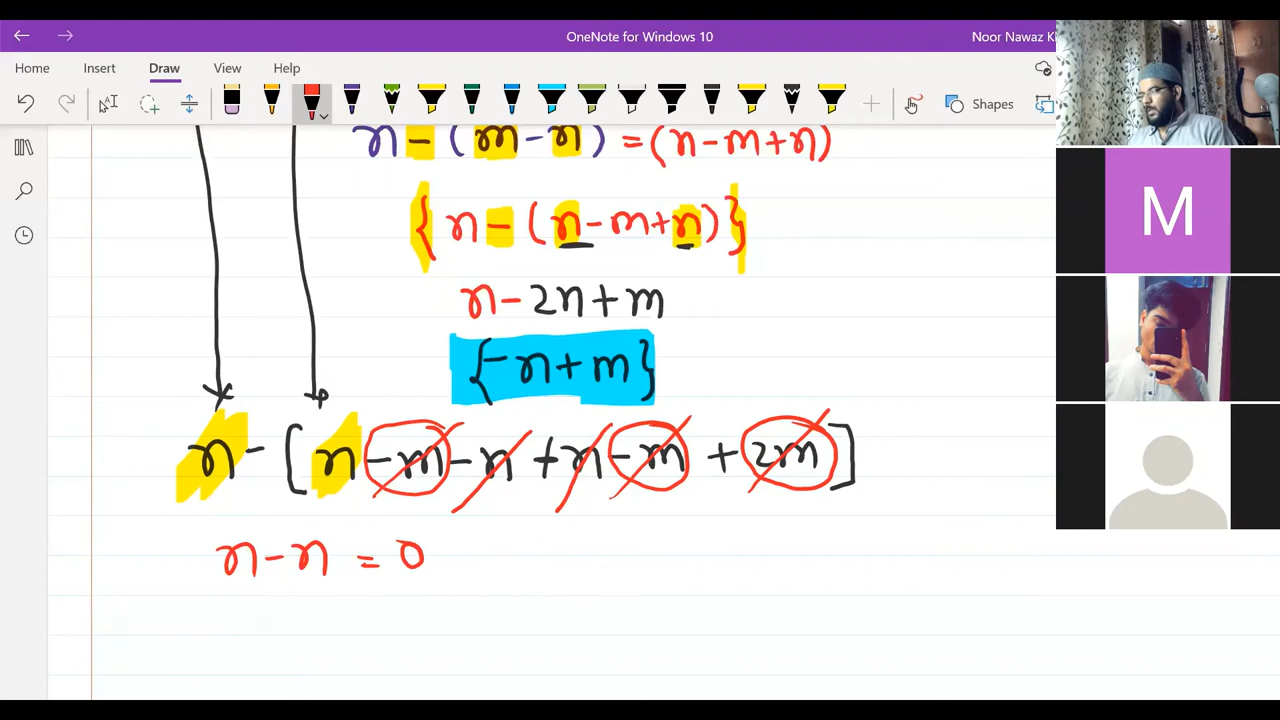 OneNote for Windows 10
Noor Nawaz K
Home Insert Draw View Help
Shapes
n - (m - n) = (n - m + n)
{ n - (n - m + n) }
n - 2n + m
{ - n + m }
n - [ n - m - n + n - m + 2m ]
n - n = 0
M